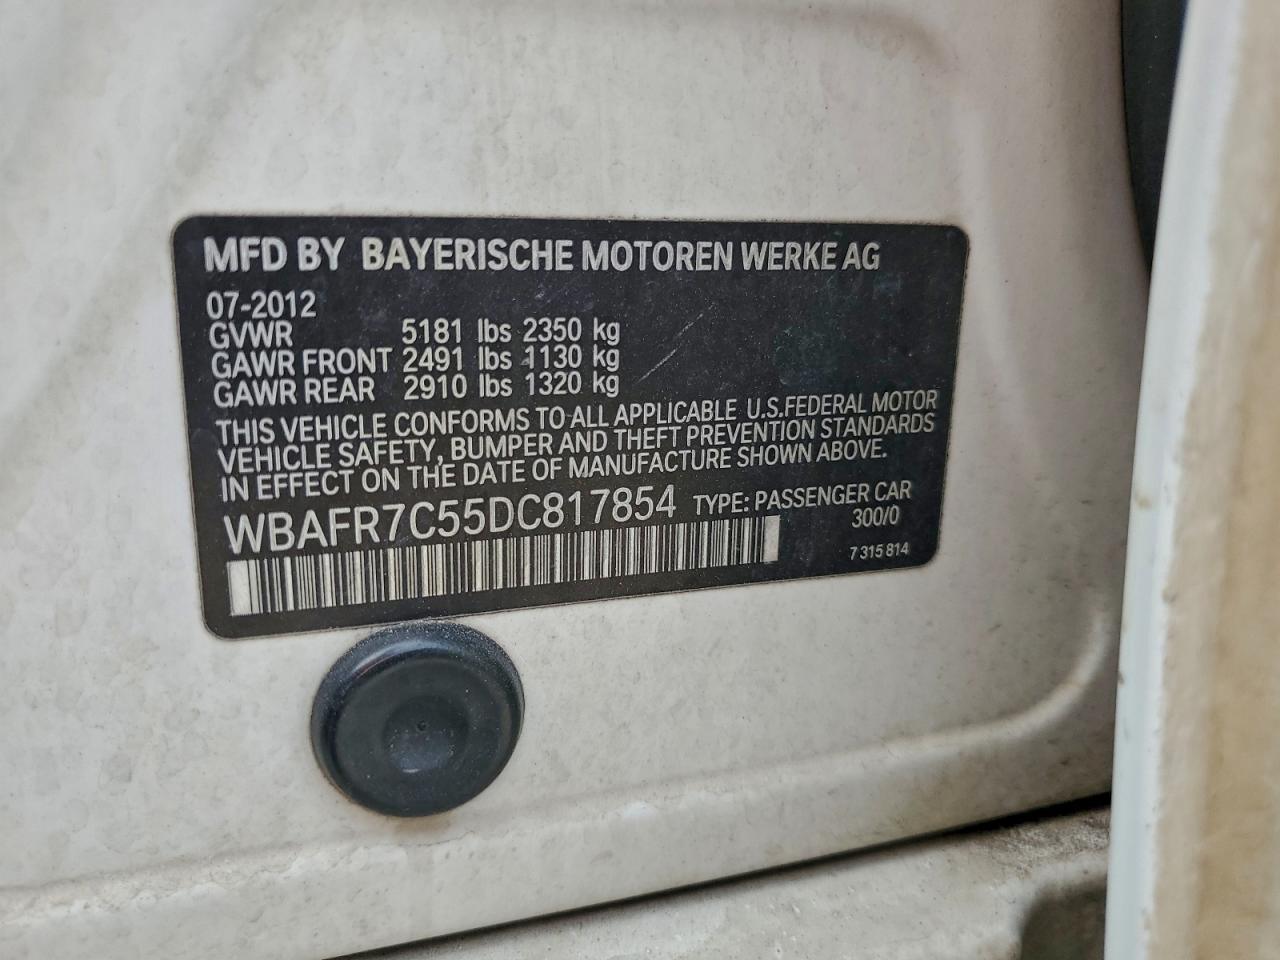 MFD BY BAYERISCHE MOTOREN WERKE AG
07-2012
GVWR 5181 lbs 2350 kg
GAWR FRONT 2491 lbs 1130 kg
GAWR REAR 2910 lbs 1320 kg
THIS VEHICLE CONFORMS TO ALL APPLICABLE U.S.FEDERAL MOTOR
VEHICLE SAFETY, BUMPER AND THEFT PREVENTION STANDARDS
IN EFFECT ON THE DATE OF MANUFACTURE SHOWN ABOVE.
WBAFR7C55DC817854 TYPE: PASSENGER CAR
300/0
7 315 814